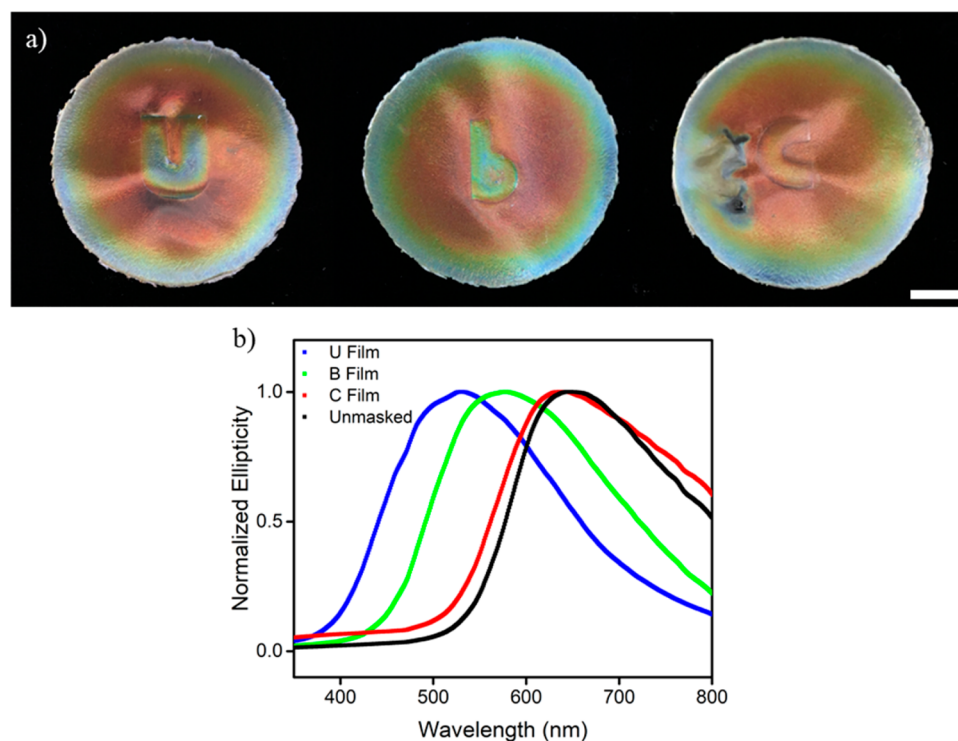 a)
U b C
b)
U Film
B Film
C Film
Unmasked
1.0
0.5
0.0
Normalized Ellipticity
400 500 600 700 800
Wavelength (nm)